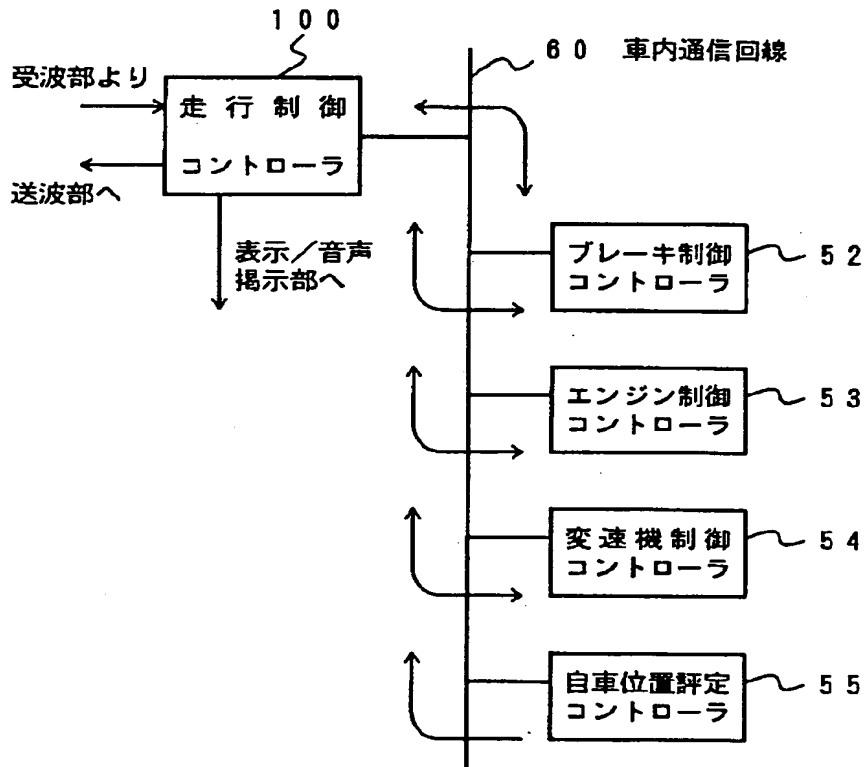 100
60 車内通信回線
受波部より
走行制御
コントローラ
送波部へ
表示／音声
掲示部へ
ブレーキ制御
コントローラ
52
エンジン制御
コントローラ
53
変速機制御
コントローラ
54
自車位置評定
コントローラ
55